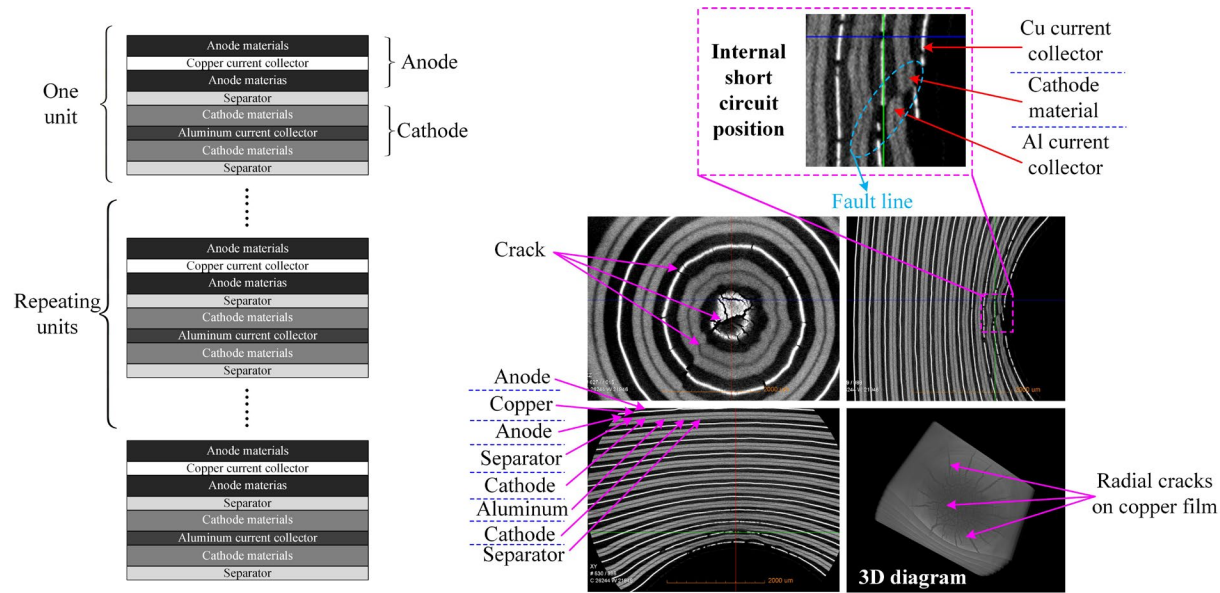 One
unit
Anode materials
Copper current collector
Anode materias
Separator
Cathode materials
Aluminum current collector
Cathode materials
Separator
Anode
Cathode
Repeating
units
Anode materials
Copper current collector
Anode materias
Separator
Cathode materials
Aluminum current collector
Cathode materials
Separator
Anode materials
Copper current collector
Anode materias
Separator
Cathode materials
Aluminum current collector
Cathode materials
Separator
Internal
short
circuit
position
Cu current
collector
Cathode
material
Al current
collector
Fault line
Crack
2000 um
2000 um
Anode
Copper
Anode
Separator
Cathode
Aluminum
Cathode
Separator
XY
2000 um
3D diagram
Radial cracks
on copper film